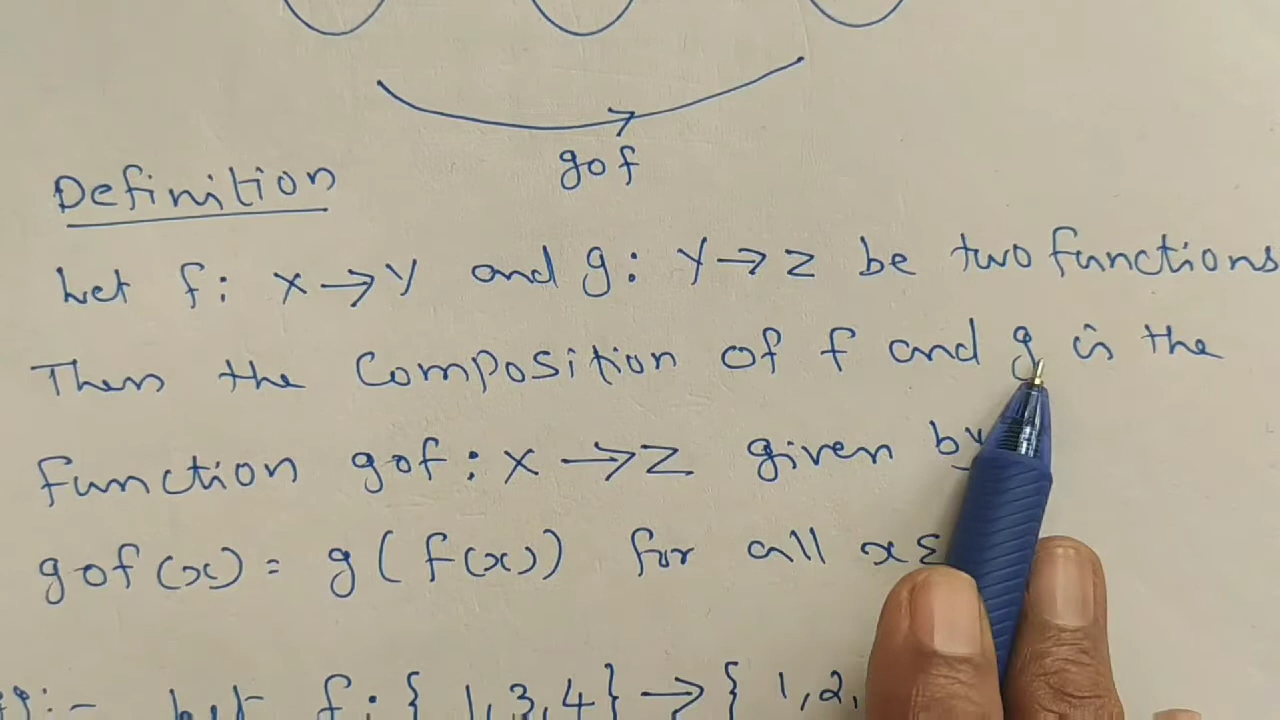 gof
Definition
Let f: X→Y and g: Y→Z be two functions
Then the Composition of f and g is the
function gof: X→Z given by
gof(x) = g(f(x)) for all x∈
:- Let f: { 1,3,4} → { 1,2,